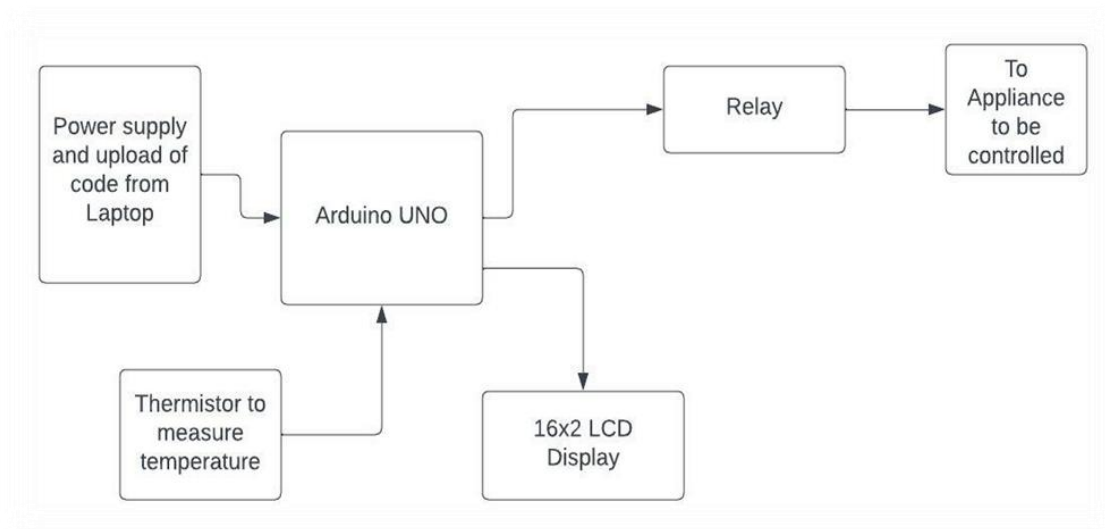 Power supply
and upload of
code from
Laptop
Arduino UNO
Relay
To
Appliance
to be
controlled
Thermistor to
measure
temperature
16x2 LCD
Display